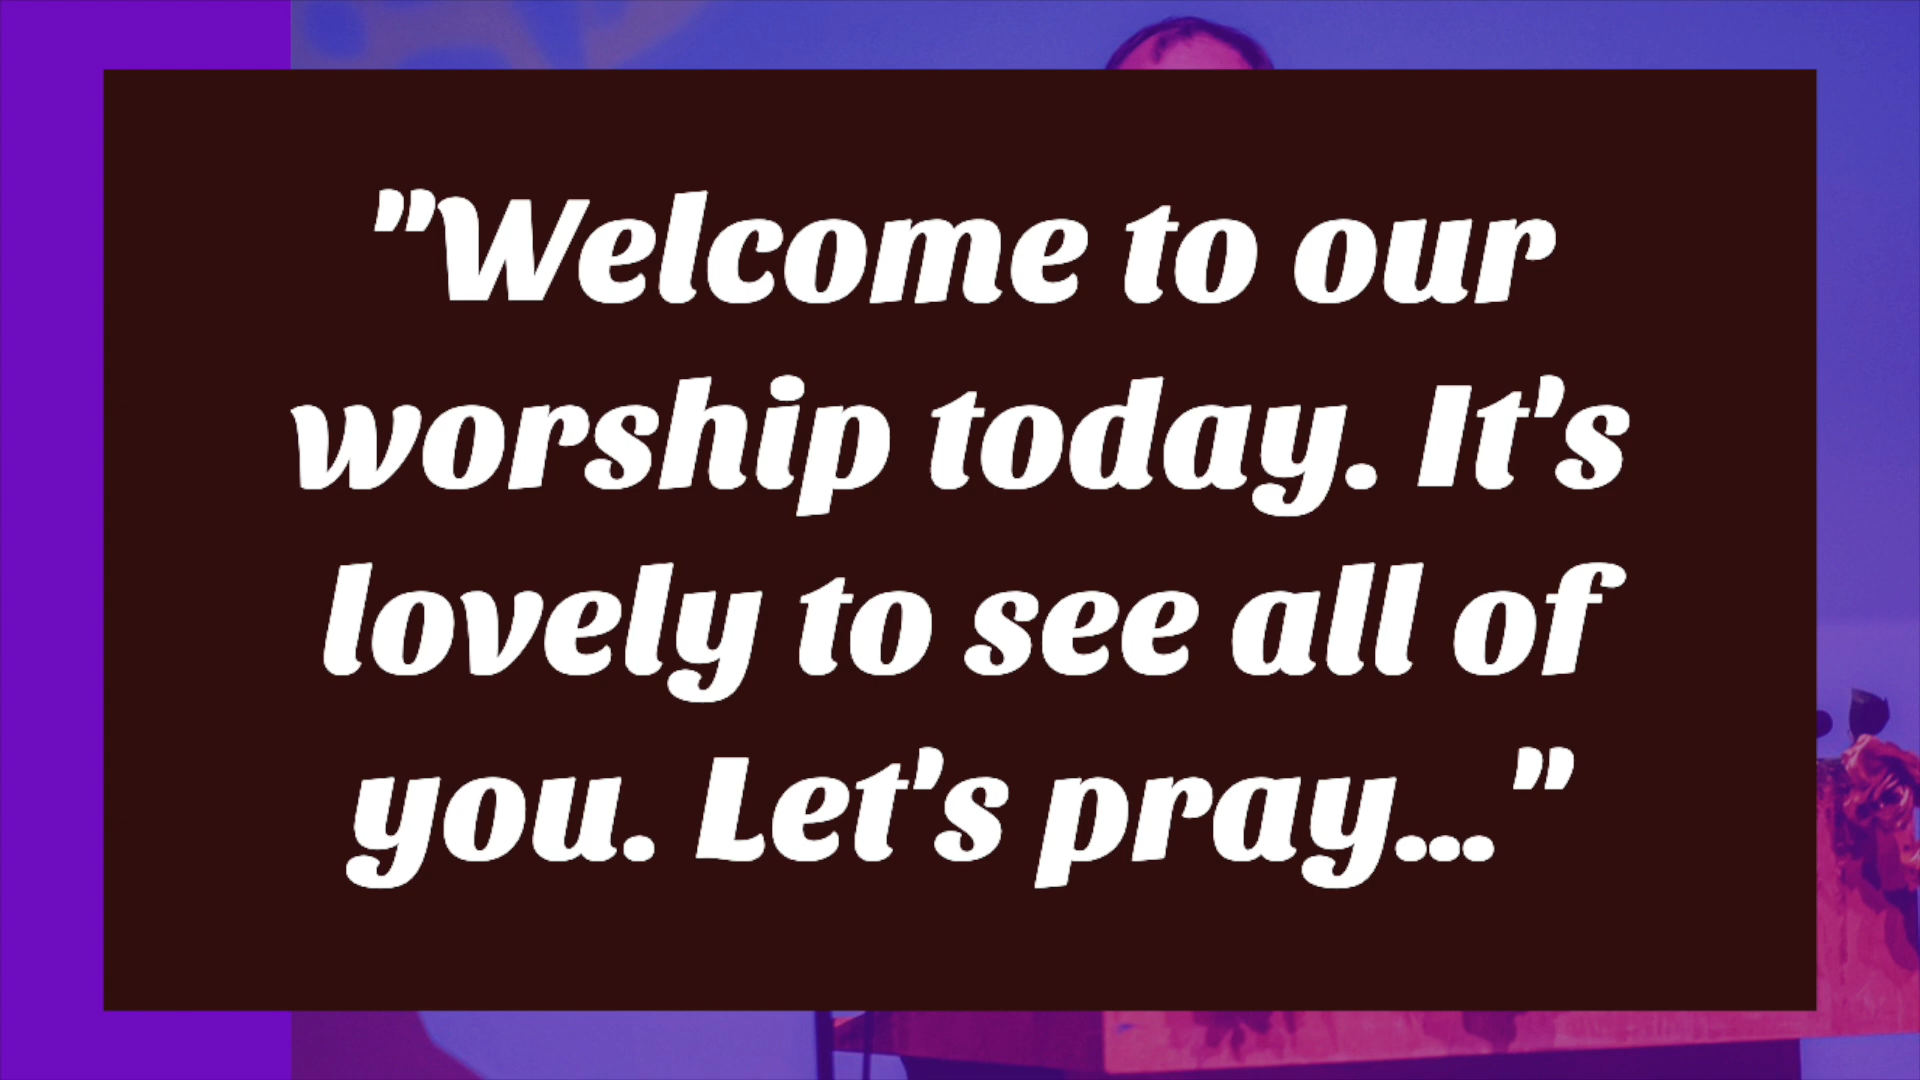 "Welcome to our
worship today. It's
lovely to see all of
you. Let's pray..."